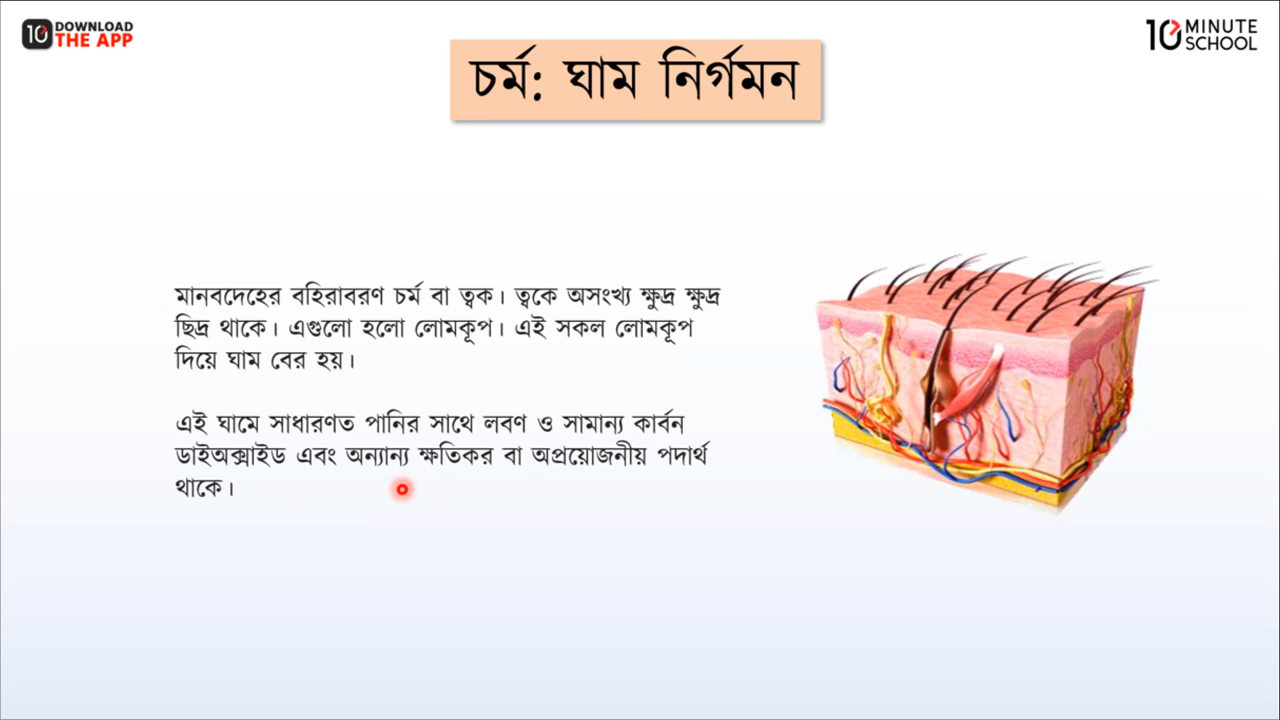 10 DOWNLOAD
THE APP
10 MINUTE
SCHOOL
চর্ম: ঘাম নির্গমন
মানবদেহের বহিরাবরণ চর্ম বা ত্বক। ত্বকে অসংখ্য ক্ষুদ্র ক্ষুদ্র
ছিদ্র থাকে। এগুলো হলো লোমকূপ। এই সকল লোমকূপ
দিয়ে ঘাম বের হয়।
এই ঘামে সাধারণত পানির সাথে লবণ ও সামান্য কার্বন
ডাইঅক্সাইড এবং অন্যান্য ক্ষতিকর বা অপ্রয়োজনীয় পদার্থ
থাকে।